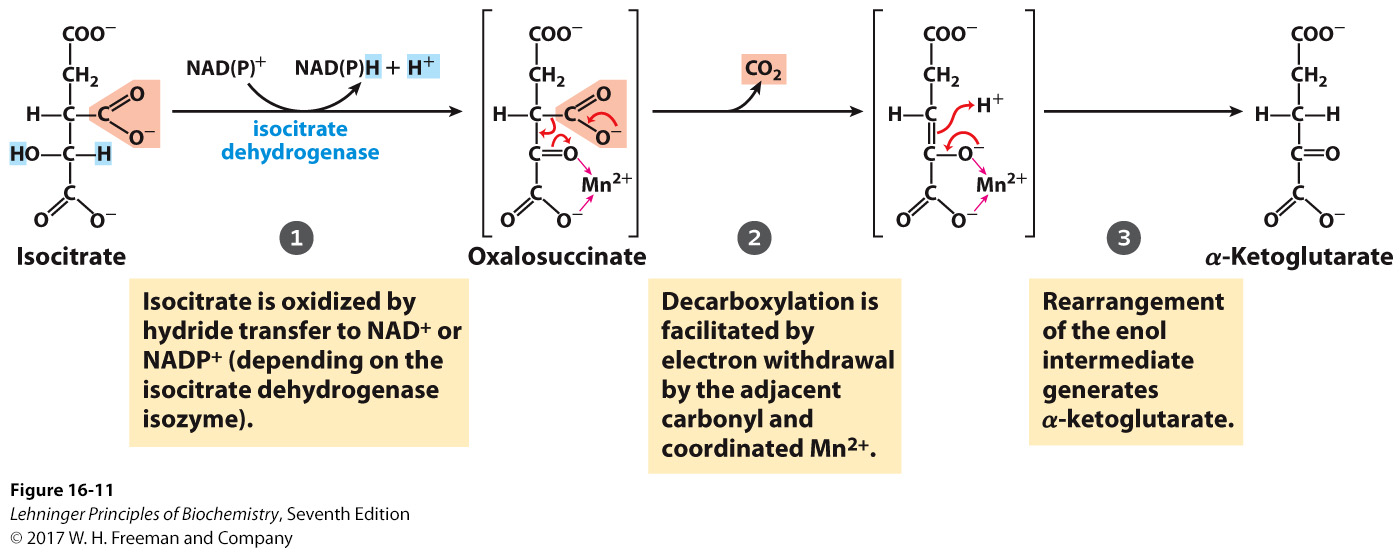 COO⁻
CH₂
H—C—C
O
O⁻
HO—C—H
C
O
O⁻
Isocitrate
NAD(P)⁺
NAD(P)H + H⁺
isocitrate
dehydrogenase
1
Isocitrate is oxidized by
hydride transfer to NAD⁺ or
NADP⁺ (depending on the
isocitrate dehydrogenase
isozyme).
COO⁻
CH₂
H—C—C
O
O⁻
C=O
Mn²⁺
C
O
O⁻
Oxalosuccinate
CO₂
2
Decarboxylation is
facilitated by
electron withdrawal
by the adjacent
carbonyl and
coordinated Mn²⁺.
COO⁻
CH₂
H—C
H⁺
C—O⁻
Mn²⁺
C
O
O⁻
3
Rearrangement
of the enol
intermediate
generates
α-ketoglutarate.
COO⁻
CH₂
H—C—H
C=O
C
O
O⁻
α-Ketoglutarate
Figure 16-11
Lehninger Principles of Biochemistry, Seventh Edition
© 2017 W. H. Freeman and Company